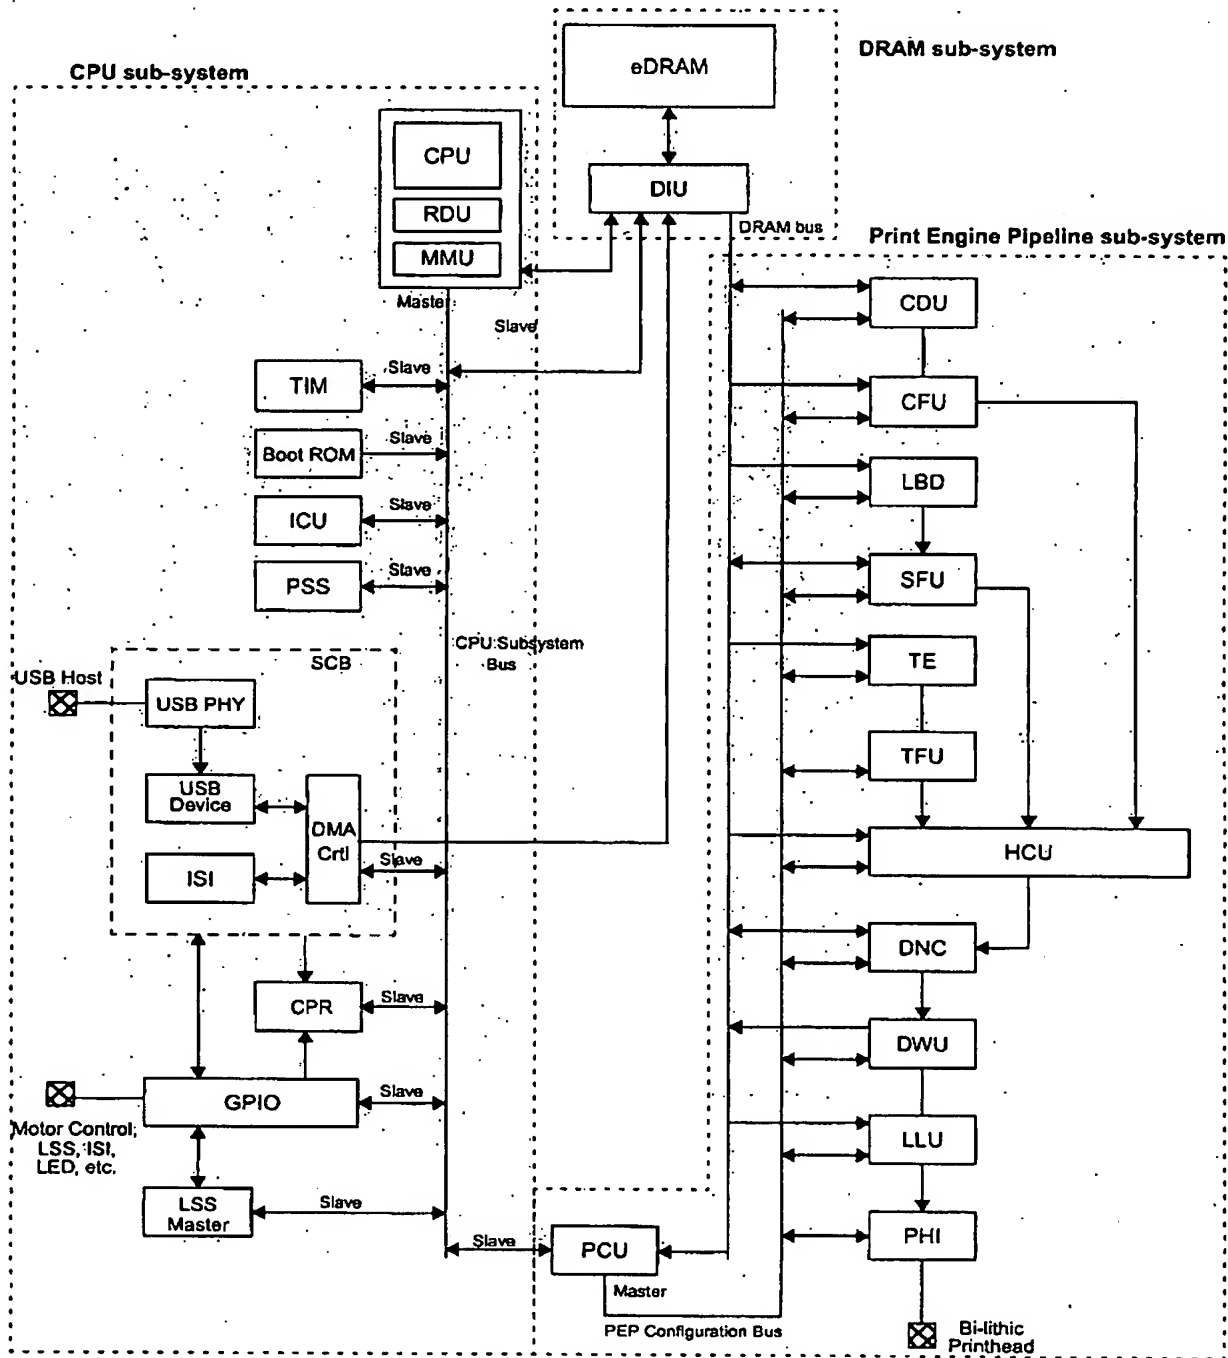 CPU sub-system
eDRAM
DRAM sub-system
CPU
RDU
MMU
Maste
DIU
DRAM bus
Print Engine Pipeline sub-system
Slave
TIM
Slave
Boot ROM
Slave
ICU
Slave
PSS
Slave
CPU Subsystem
Bus
SCB
USB Host
USB PHY
USB
Device
DMA
Crtl
ISI
Slave
CPR
Slave
GPIO
Slave
Motor Control,
LSS, ISI,
LED, etc.
LSS
Master
Slave
Slave
PCU
Master
PEP Configuration Bus
CDU
CFU
LBD
SFU
TE
TFU
HCU
DNC
DWU
LLU
PHI
Bi-lithic
Printhead